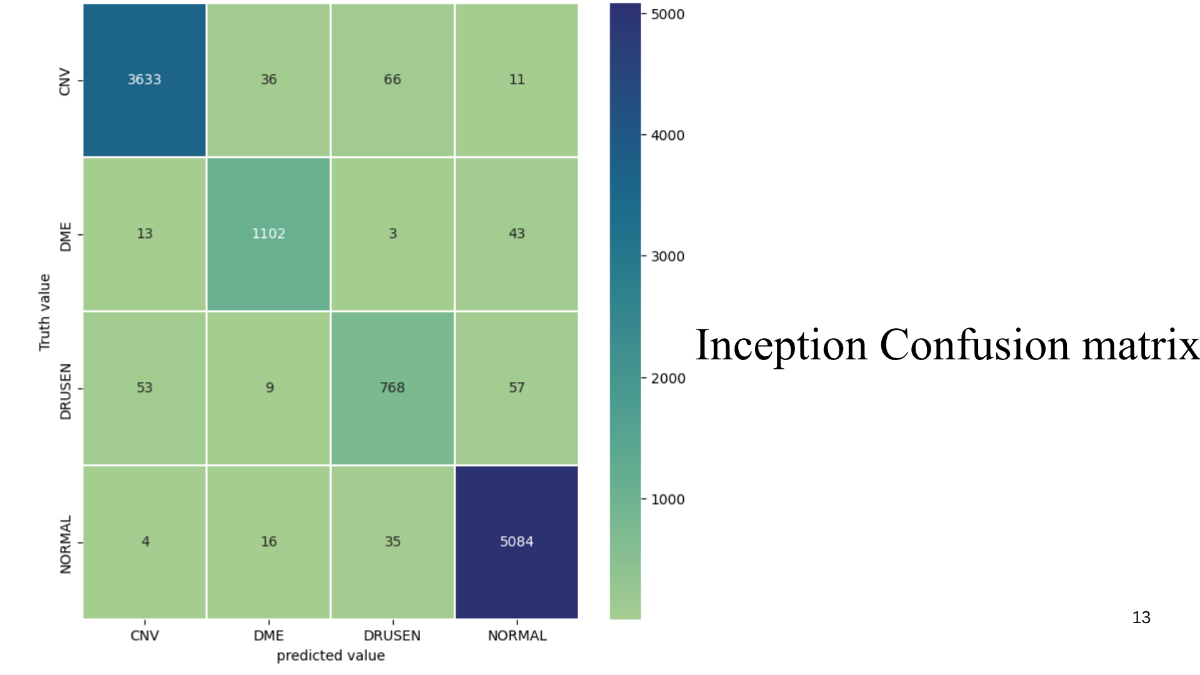 5000
CNV 3633 36 66 11
4000
DME 13 1102 3 43
3000
Truth value
Inception Confusion matrix
2000
DRUSEN 53 9 768 57
1000
NORMAL 4 16 35 5084
13
CNV DME DRUSEN NORMAL
predicted value